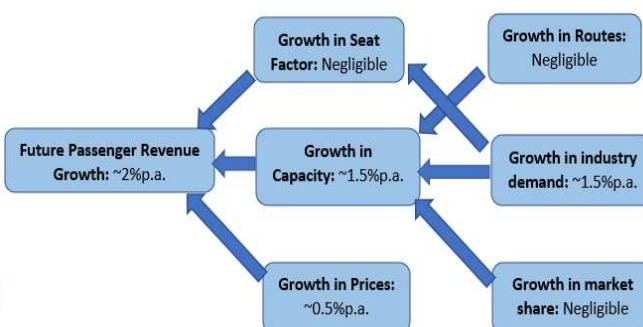 Growth in Seat
Factor: Negligible
Growth in Routes:
Negligible
Future Passenger Revenue
Growth: ~2%p.a.
Growth in
Capacity: ~1.5%p.a.
Growth in industry
demand: ~1.5%p.a.
Growth in Prices:
~0.5%p.a.
Growth in market
share: Negligible